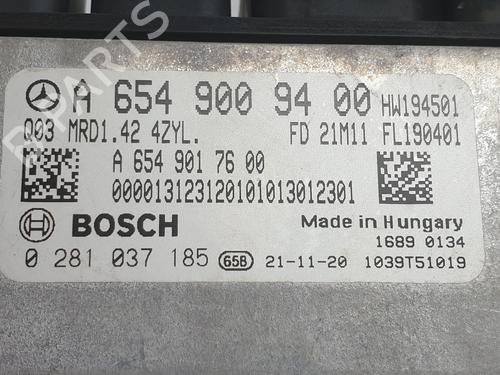 A 654 900 94 00 HW194501
Q03 MRD1.42 4ZYL. FD 21M11 FL190401
A 654 901 76 00
000013123120101013012301
BOSCH Made in Hungary
1689 0134
0 281 037 185 65B 21-11-20 1039T51019
B-PARTS